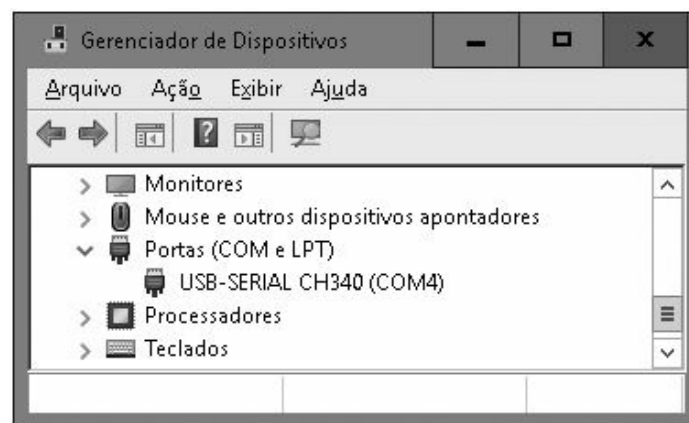 Gerenciador de Dispositivos
Arquivo Ação Exibir Ajuda
Monitores
Mouse e outros dispositivos apontadores
Portas (COM e LPT)
USB-SERIAL CH340 (COM4)
Processadores
Teclados